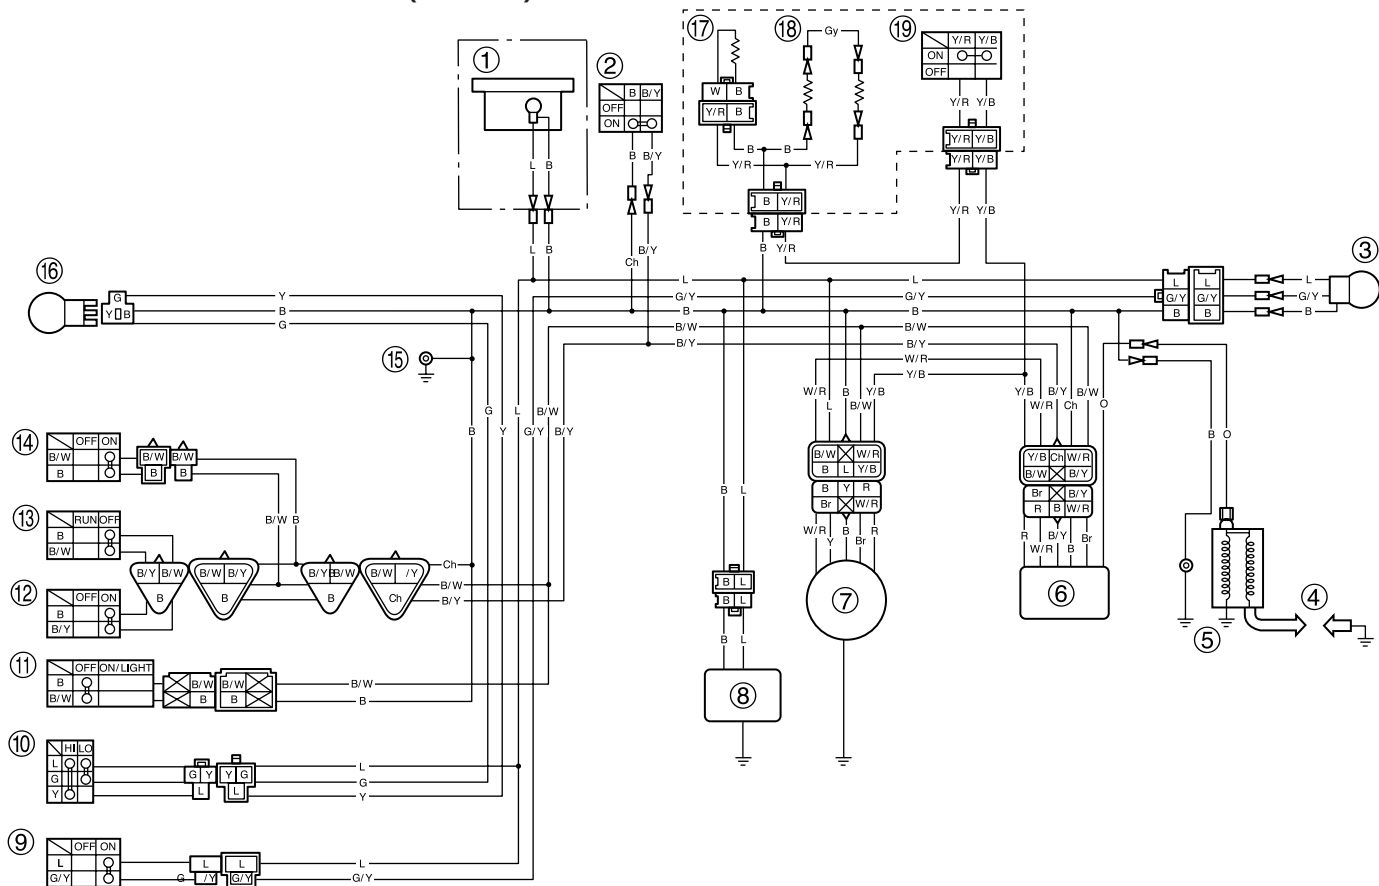 ① ② ⑰ ⑱ ⑲
Gy
Y/R Y/B
ON
OFF
B B/Y
OFF
ON
W B
Y/R B
Y/R Y/B
Y/R Y/B
Y/R Y/B
B B/Y
B B
Y/R Y/R
L B
B Y/R
B Y/R
Y/R Y/B
L B
Ch
B/Y
B Y/R
③
⑯
L L
L L L
G/Y G/Y G/Y G/Y G/Y
B B B B B
G
Y B
Y
B
G
B/W B/W
B/Y B/Y
W/R
Y/B
⑮
W/R L B B/W Y/B
Y/B W/R B/Y Ch B/W O
G L B/W
B G/Y Y B/Y
B O
⑭
OFF ON
B/W
B
B/W B/W
B B
B/W W/R
B L Y/B
B Y R
Br W/R
Y/B Ch W/R
B/W B/Y
Br B/Y
R B W/R
B L
⑬
RUN OFF
B
B/W
B/W B
W/R Y B Br R
R W/R B/Y B Br
B/Y B/W
B
B/W B/Y
B
B/Y B B/W
B
B/W /Y
Ch
Ch
B/W
B/Y
⑫
OFF ON
B
B/Y
B L
B L
B L
⑦ ⑥ ④
⑤
⑪
OFF ON/LIGHT
B
B/W
B/W B/W
B B
B/W
B
⑧
⑩
HI LO
L
G
Y
G Y
L
Y G
L
L
G
Y
⑨
OFF ON
L
G/Y
L L
G /Y G/Y
L
G/Y